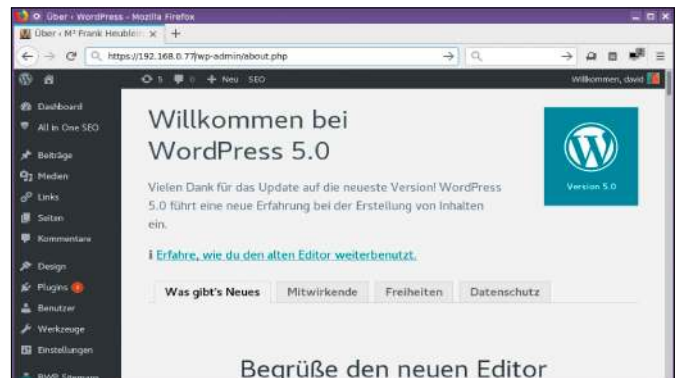 Über ‹ WordPress - Mozilla Firefox
Über ‹ M² Frank Heublein
https://192.168.0.77/wp-admin/about.php
5 0 + Neu SEO Willkommen, david
Dashboard
All in One SEO
Beiträge
Medien
Links
Seiten
Kommentare
Design
Plugins
Benutzer
Werkzeuge
Einstellungen
BWP Sitemaps
Willkommen bei
WordPress 5.0
Vielen Dank für das Update auf die neueste Version! WordPress
5.0 führt eine neue Erfahrung bei der Erstellung von Inhalten
ein.
Version 5.0
Erfahre, wie du den alten Editor weiterbenutzt.
Was gibt's Neues Mitwirkende Freiheiten Datenschutz
Begrüße den neuen Editor